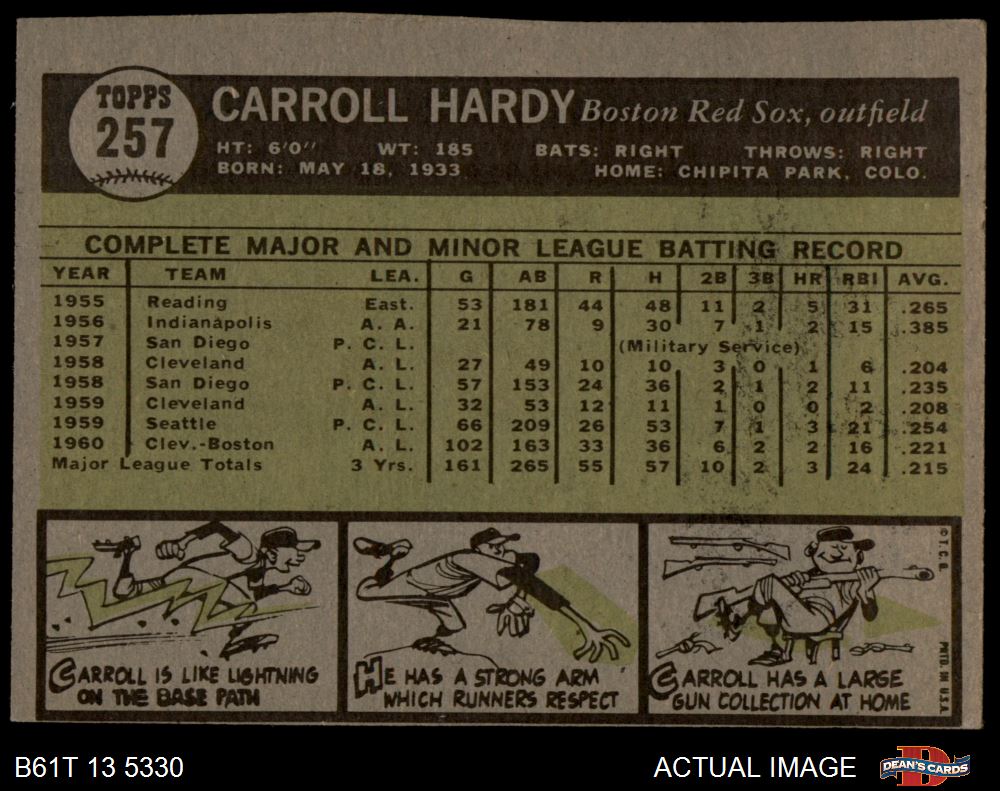 TOPPS
257
CARROLL HARDY Boston Red Sox, outfield
HT: 6'0" WT: 185 BATS: RIGHT THROWS: RIGHT
BORN: MAY 18, 1933 HOME: CHIPITA PARK, COLO.
COMPLETE MAJOR AND MINOR LEAGUE BATTING RECORD
YEAR TEAM LEA. G AB R H 2B 3B HR RBI AVG.
1955 Reading East. 53 181 44 48 11 2 5 31 .265
1956 Indianapolis A. A. 21 78 9 30 7 1 2 15 .385
1957 San Diego P. C. L. (Military Service)
1958 Cleveland A. L. 27 49 10 10 3 0 1 6 .204
1958 San Diego P. C. L. 57 153 24 36 2 1 2 11 .235
1959 Cleveland A. L. 32 53 12 11 1 0 0 2 .208
1959 Seattle P. C. L. 66 209 26 53 7 1 3 21 .254
1960 Clev.-Boston A. L. 102 163 33 36 6 2 2 16 .221
Major League Totals 3 Yrs. 161 265 55 57 10 2 3 24 .215
CARROLL IS LIKE LIGHTNING
ON THE BASE PATH
HE HAS A STRONG ARM
WHICH RUNNERS RESPECT
CARROLL HAS A LARGE
GUN COLLECTION AT HOME
© T. C. G.
PRTD. IN U.S.A.
B61T 13 5330
ACTUAL IMAGE
D
DEAN'S CARDS